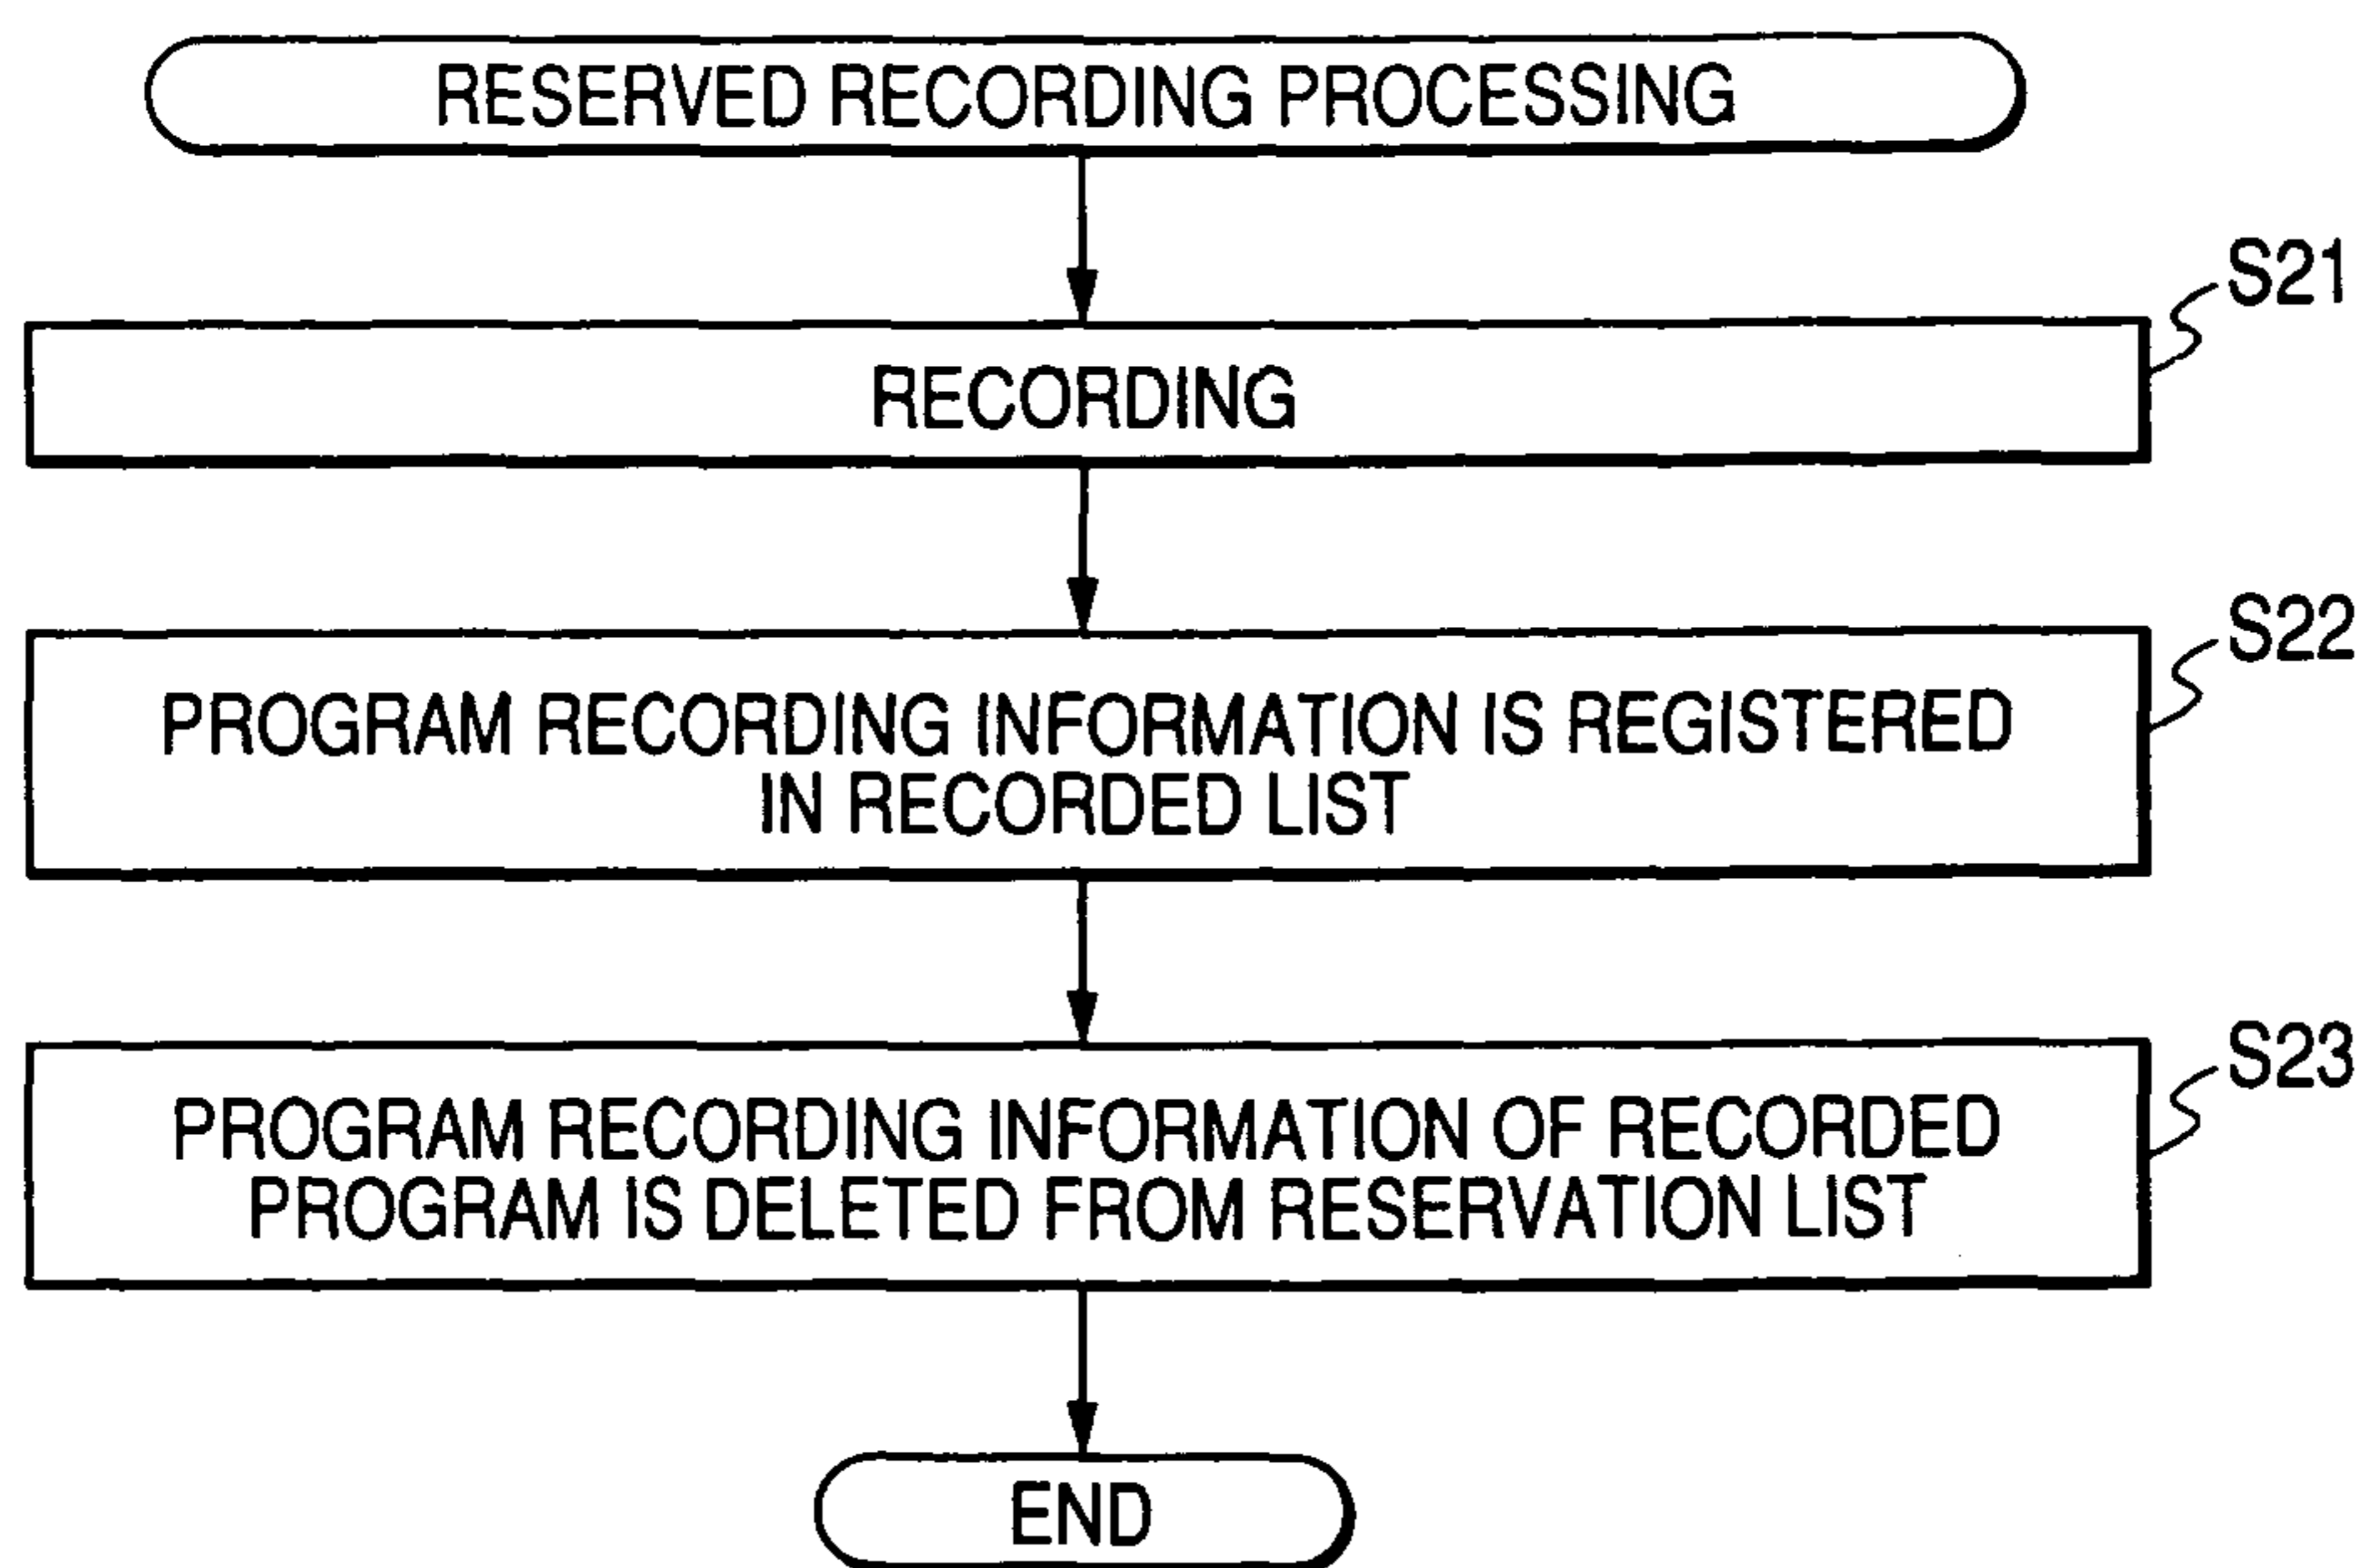 RESERVED RECORDING PROCESSING
S21
RECORDING
S22
PROGRAM RECORDING INFORMATION IS REGISTERED
IN RECORDED LIST
S23
PROGRAM RECORDING INFORMATION OF RECORDED
PROGRAM IS DELETED FROM RESERVATION LIST
END